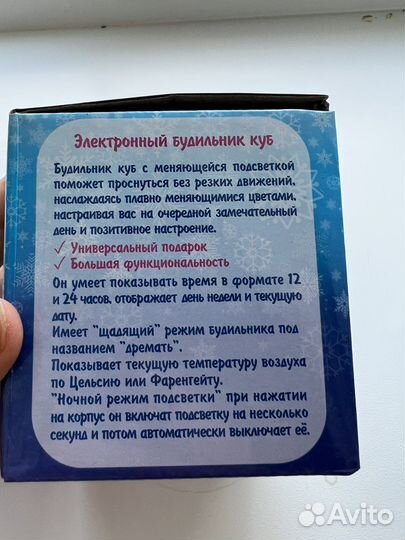 Электронный будильник куб
Будильник куб с меняющейся подсветкой
поможет проснуться без резких движений,
наслаждаясь плавно меняющимися цветами,
настраивая вас на очередной замечательный
день и позитивное настроение.
✓ Универсальный подарок
✓ Большая функциональность
Он умеет показывать время в формате 12
и 24 часов, отображает день недели и текущую
дату.
Имеет "щадящий" режим будильника под
названием "дремать".
Показывает текущую температуру воздуха
по Цельсию или Фаренгейту.
"Ночной режим подсветки" при нажатии
на корпус он включат подсветку на несколько
секунд и потом автоматически выключает её.
Avito